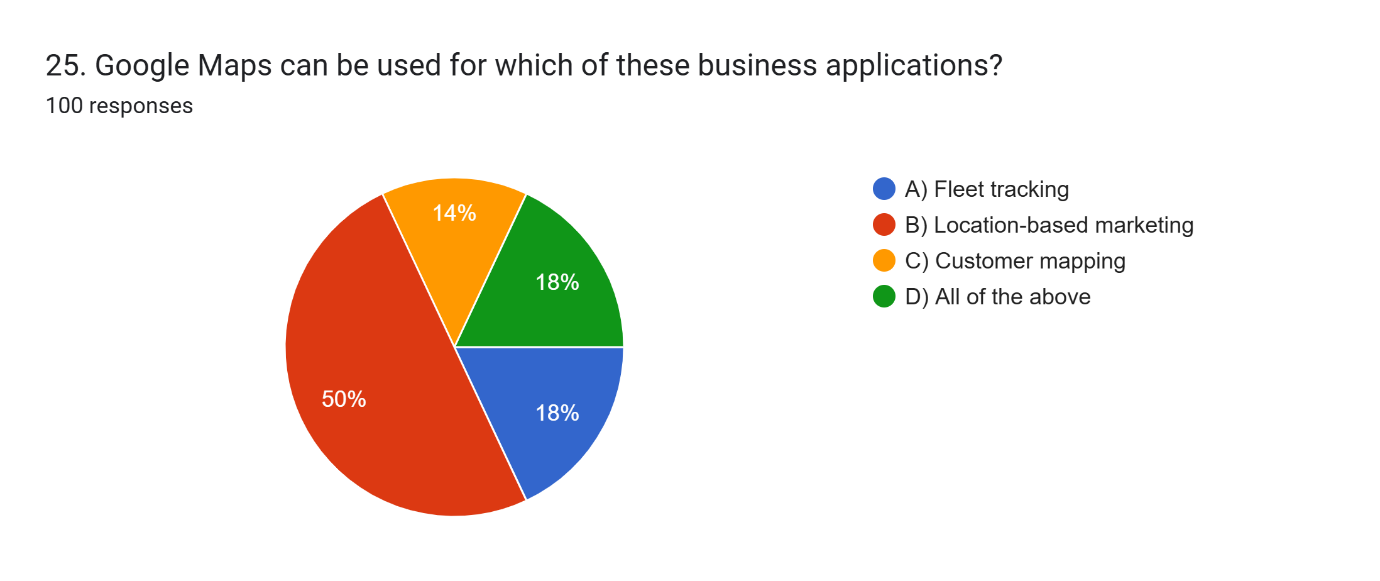 25. Google Maps can be used for which of these business applications?
100 responses
A) Fleet tracking
B) Location-based marketing
C) Customer mapping
D) All of the above
14%
18%
50%
18%